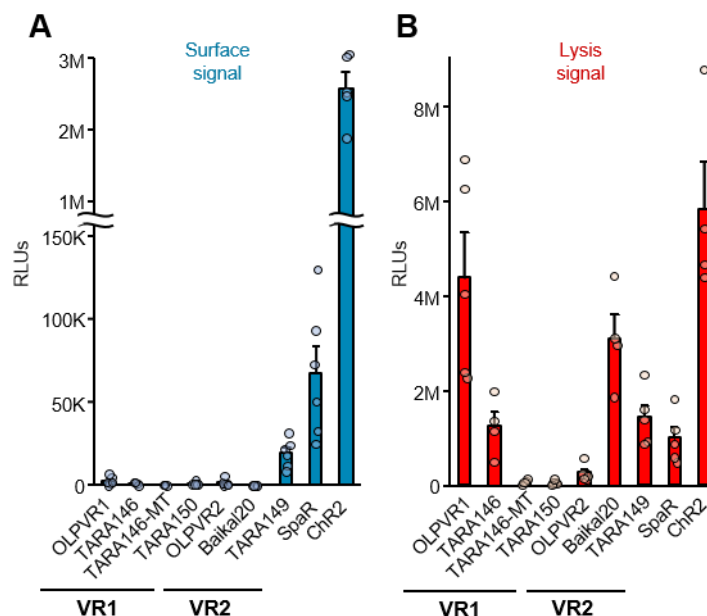 A
Surface
signal
3M
2M
1M
150K
100K
50K
0
RLUs
OLPVR1
TARA146
TARA146-MT
TARA150
OLPVR2
Baikal20
TARA149
SpaR
ChR2
VR1
VR2
B
Lysis
signal
8M
6M
4M
2M
0
RLUs
OLPVR1
TARA146
TARA146-MT
TARA150
OLPVR2
Baikal20
TARA149
SpaR
ChR2
VR1
VR2